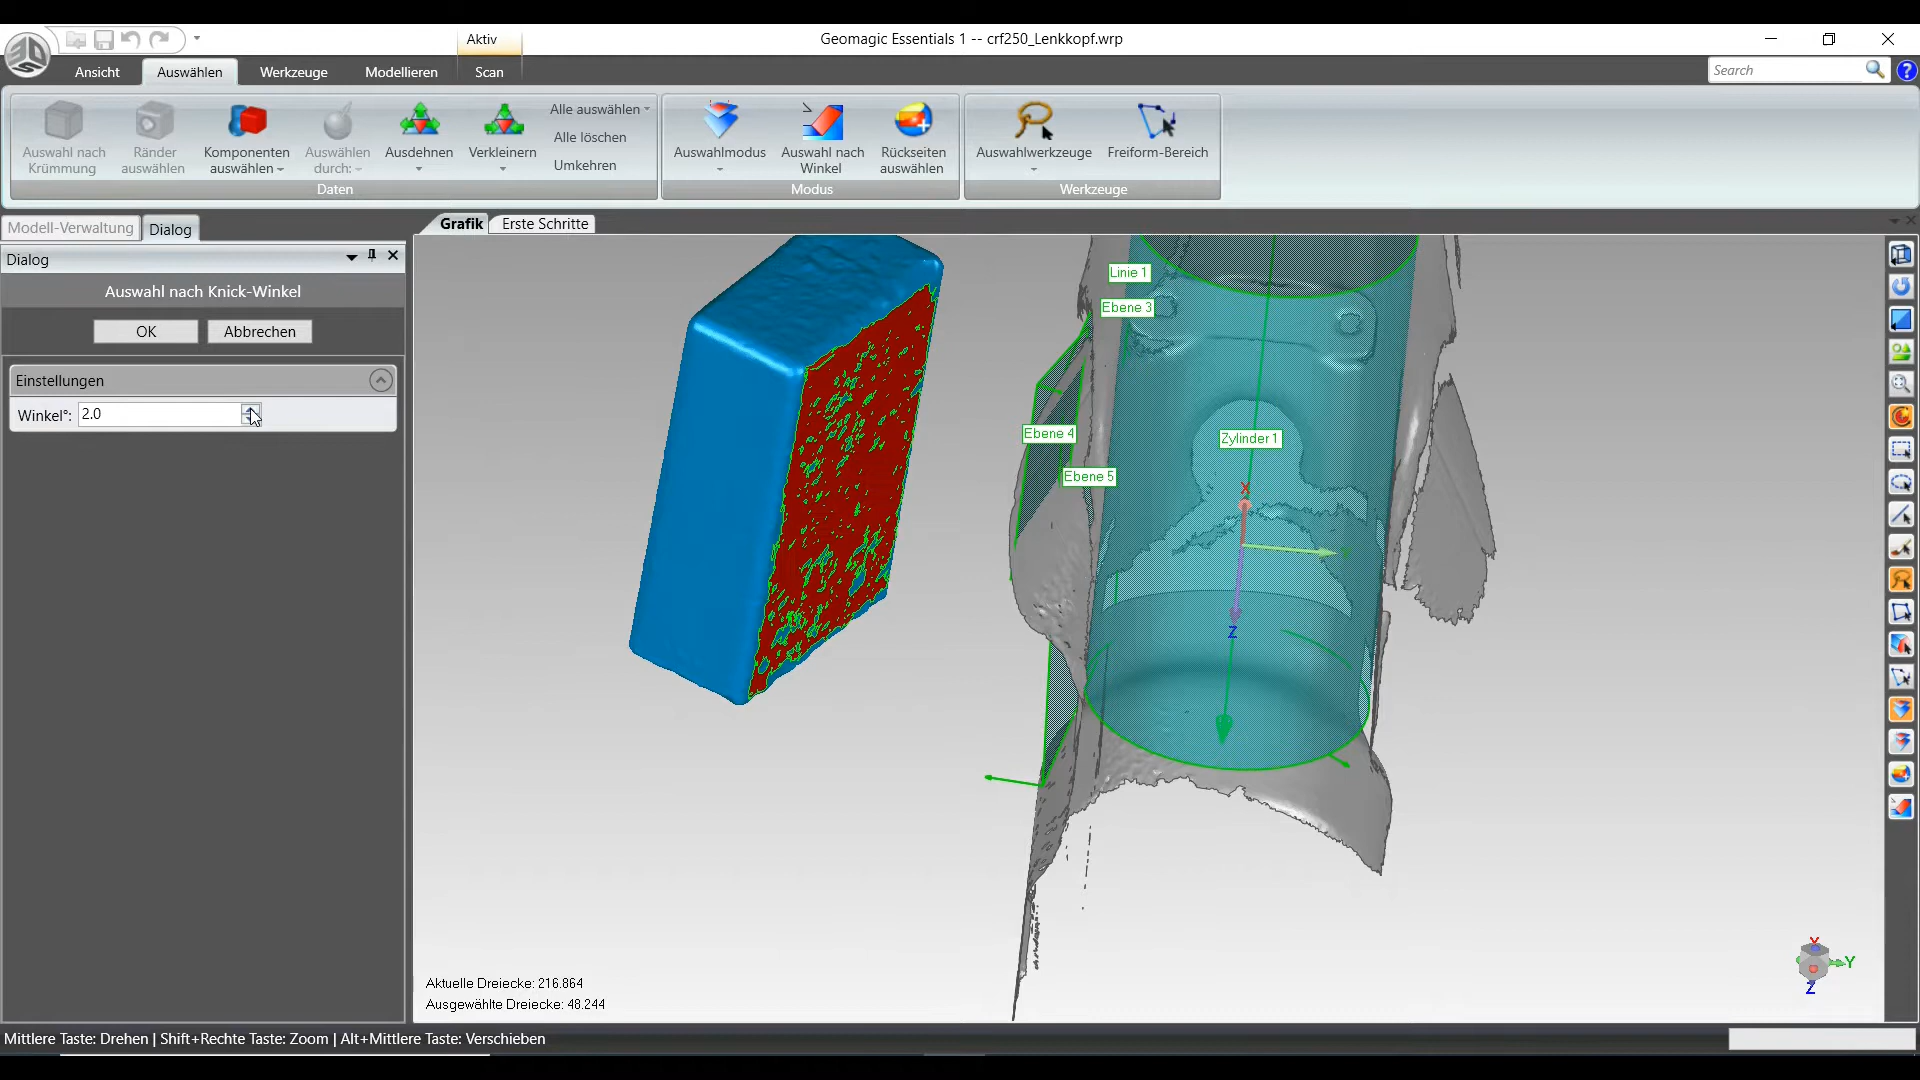 Aktiv
Geomagic Essentials 1 -- crf250_Lenkkopf.wrp
Ansicht
Auswählen
Werkzeuge
Modellieren
Scan
Search
Auswahl nach
Krümmung
Ränder
auswählen
Komponenten
auswählen
Auswählen
durch:
Ausdehnen
Verkleinern
Alle auswählen
Alle löschen
Umkehren
Daten
Auswahlmodus
Auswahl nach
Winkel
Rückseiten
auswählen
Modus
Auswahlwerkzeuge
Freiform-Bereich
Werkzeuge
Modell-Verwaltung
Dialog
Grafik
Erste Schritte
Dialog
Auswahl nach Knick-Winkel
OK
Abbrechen
Einstellungen
Winkel°: 2.0
Linie 1
Ebene 3
Ebene 4
Zylinder 1
Ebene 5
X
Z
Y
Z
Aktuelle Dreiecke: 216.864
Ausgewählte Dreiecke: 48.244
Mittlere Taste: Drehen | Shift+Rechte Taste: Zoom | Alt+Mittlere Taste: Verschieben